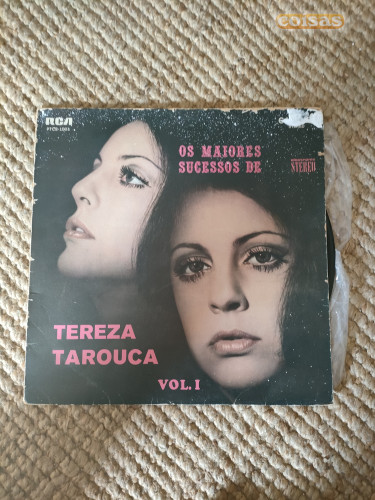 coisas
RCA
OS MAIORES
SUCESSOS DE
STEREO
TEREZA
TAROUCA
VOL. I